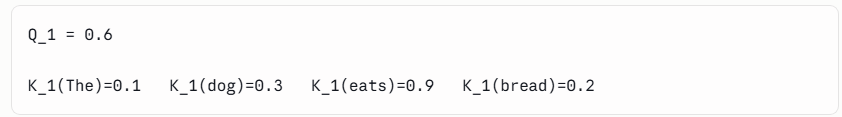 Q_1 = 0.6
K_1(The)=0.1   K_1(dog)=0.3   K_1(eats)=0.9   K_1(bread)=0.2